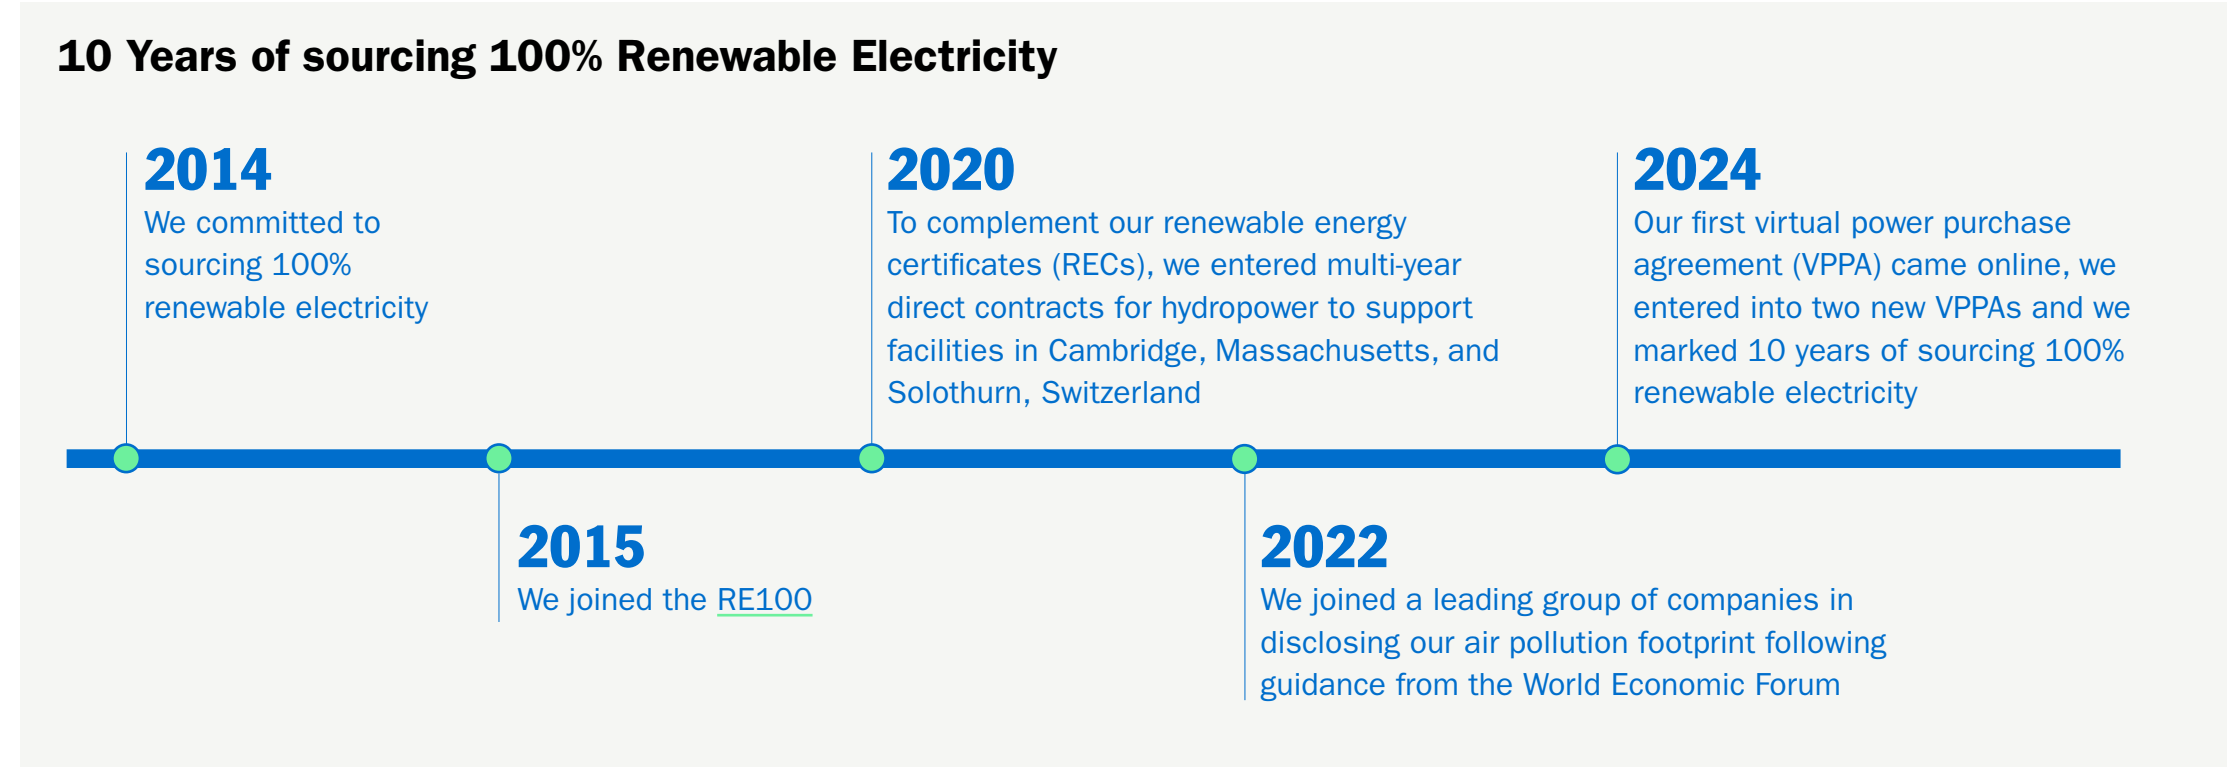 10 Years of sourcing 100% Renewable Electricity
2014
We committed to
sourcing 100%
renewable electricity
2015
We joined the RE100
2020
To complement our renewable energy
certificates (RECs), we entered multi-year
direct contracts for hydropower to support
facilities in Cambridge, Massachusetts, and
Solothurn, Switzerland
2022
We joined a leading group of companies in
disclosing our air pollution footprint following
guidance from the World Economic Forum
2024
Our first virtual power purchase
agreement (VPPA) came online, we
entered into two new VPPAs and we
marked 10 years of sourcing 100%
renewable electricity